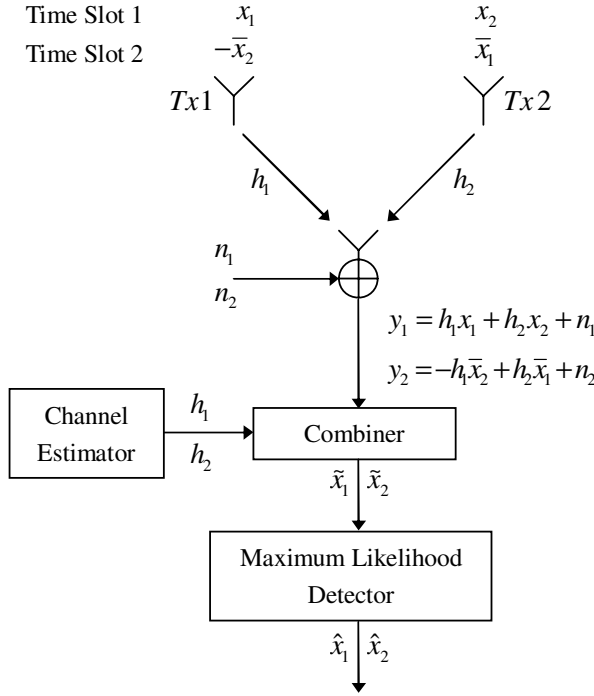 Time Slot 1 x₁ x₂
Time Slot 2 −x̅₂ x̅₁
Tx1 Tx2
h₁ h₂
n₁
n₂
y₁ = h₁x₁ + h₂x₂ + n₁
y₂ = −h₁x̅₂ + h₂x̅₁ + n₂
Channel
Estimator
h₁
h₂
Combiner
x̃₁ x̃₂
Maximum Likelihood
Detector
x̂₁ x̂₂